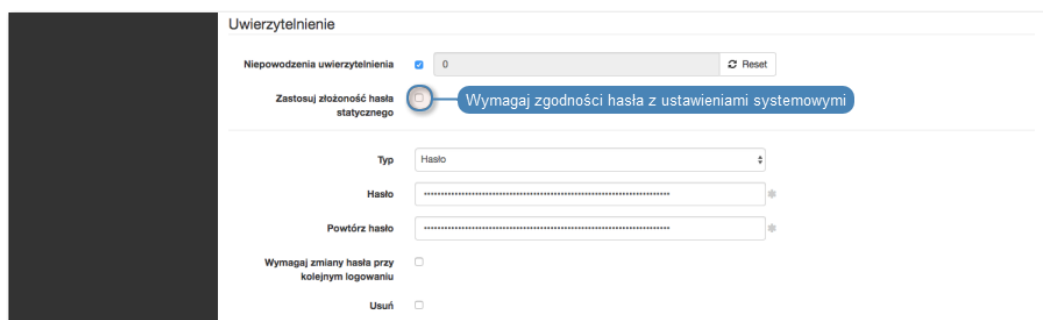 Uwierzytelnienie
Niepowodzenia uwierzytelnienia 0 Reset
Zastosuj złożoność hasła
statycznego
Wymagaj zgodności hasła z ustawieniami systemowymi
Typ Hasło
Hasło
Powtórz hasło
Wymagaj zmiany hasła przy
kolejnym logowaniu
Usuń